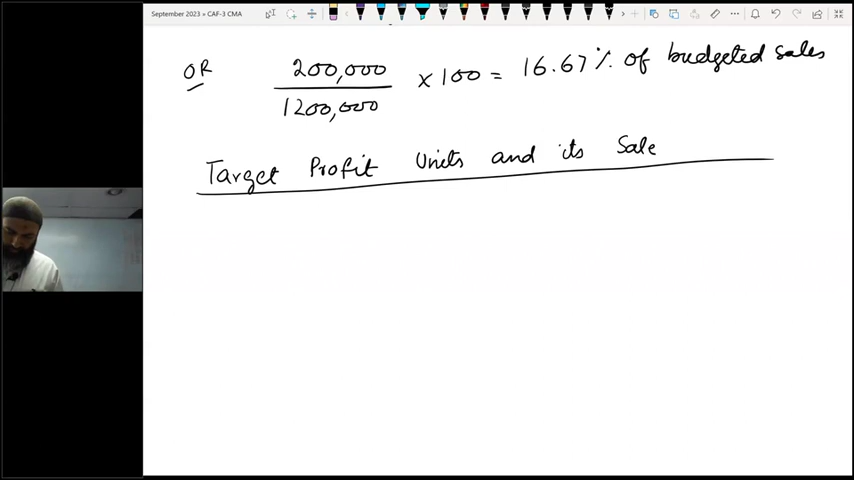 September 2023 » CAF-3 CMA
OR 200,000 / 1200,000 × 100 = 16.67% of budgeted sales
Target Profit Units and its Sale